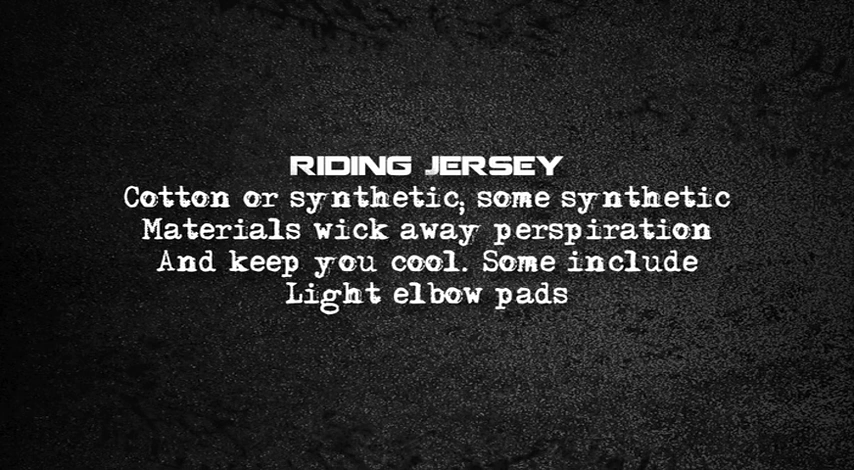 RIDING JERSEY
Cotton or synthetic, some synthetic
Materials wick away perspiration
And keep you cool. Some include
Light elbow pads